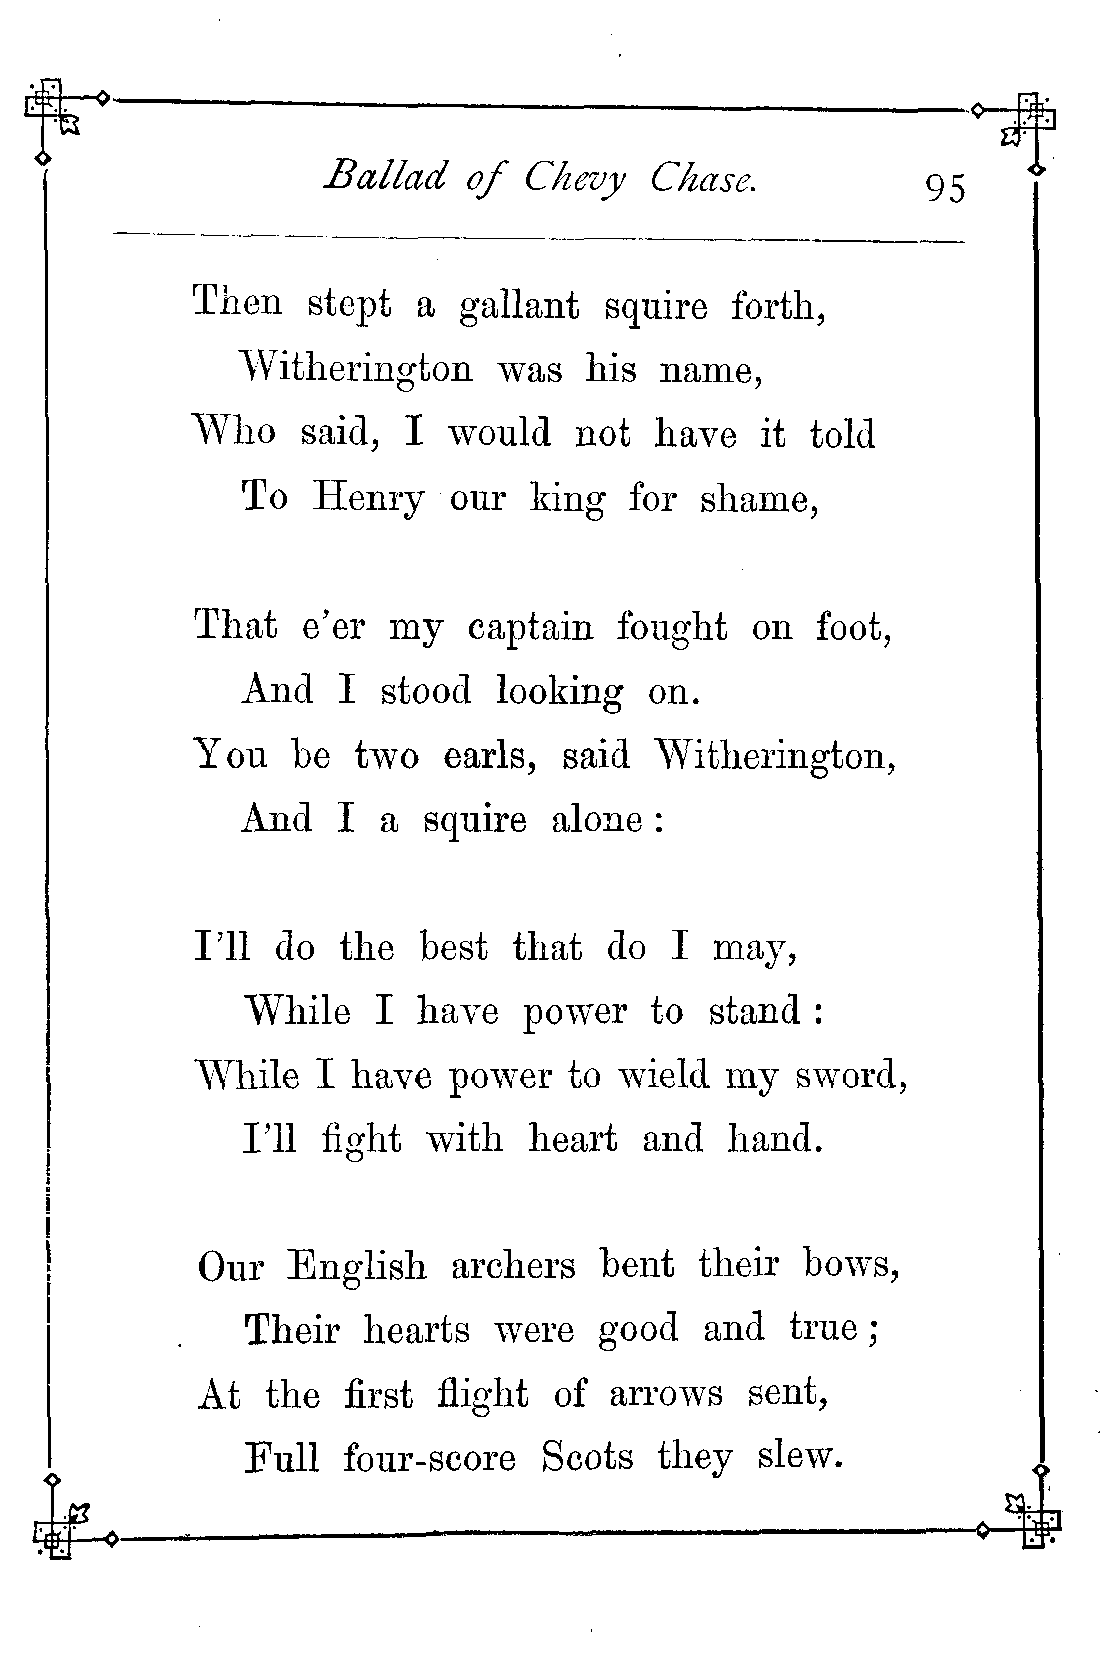 Ballad of Chevy Chase. 95
Then stept a gallant squire forth,
Witherington was his name,
Who said, I would not have it told
To Henry our king for shame,
That e'er my captain fought on foot,
And I stood looking on.
You be two earls, said Witherington,
And I a squire alone :
I'll do the best that do I may,
While I have power to stand :
While I have power to wield my sword,
I'll fight with heart and hand.
Our English archers bent their bows,
Their hearts were good and true ;
At the first flight of arrows sent,
Full four-score Scots they slew.